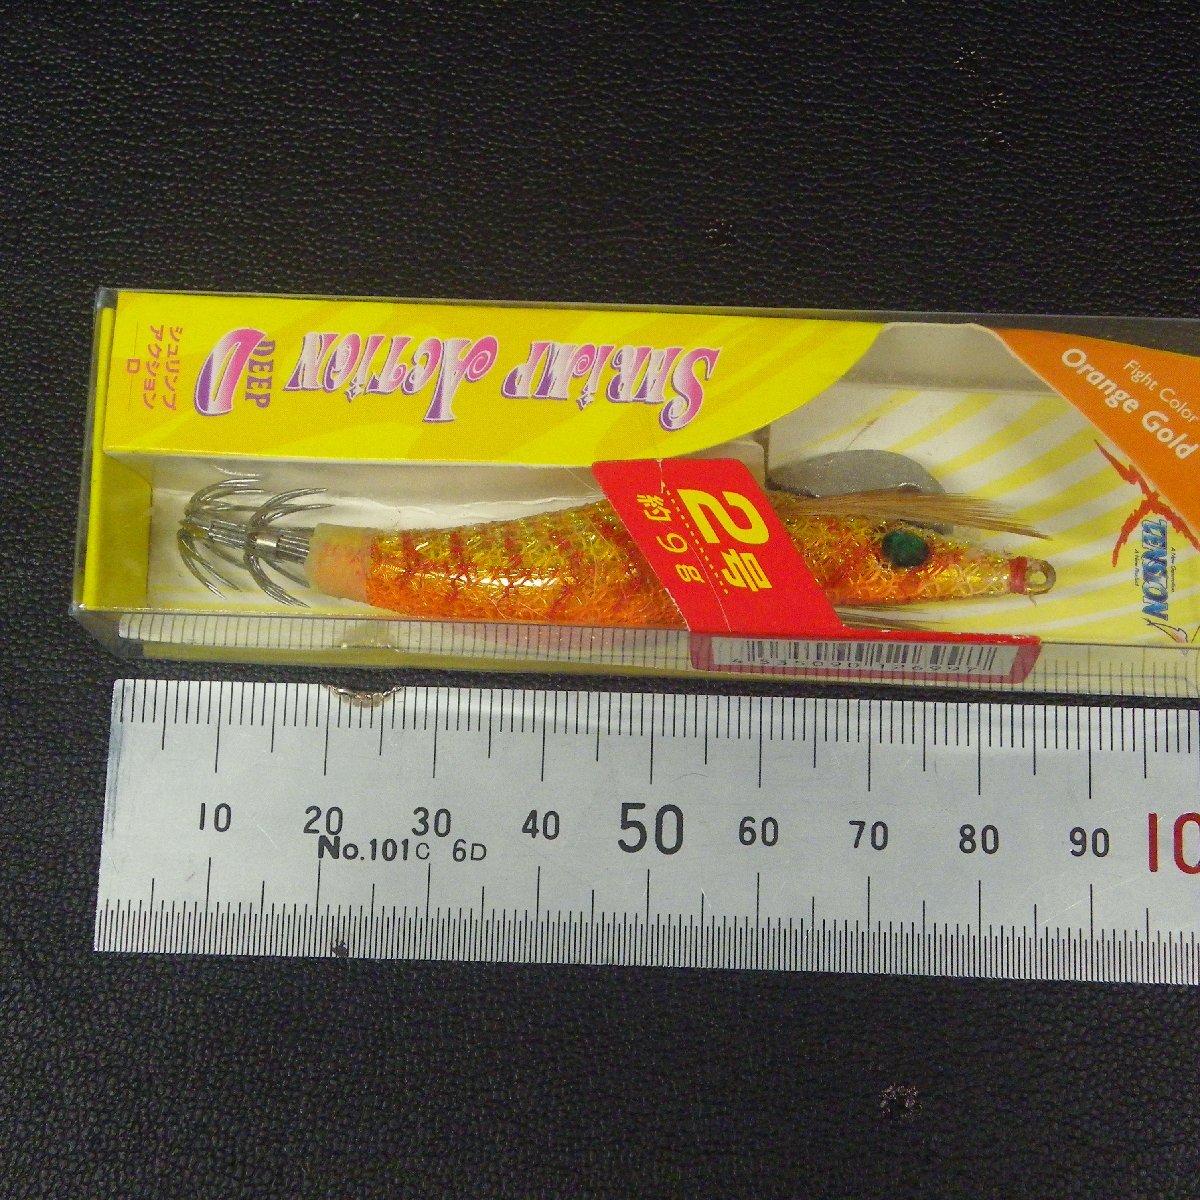 SHRIMP ACTION
DEEP D
シュリンプ
アクション
D
Fight Color
Orange Gold
2号
約9g
TENSION
10 20 30 40 50 60 70 80 90 10
No.101C 6D